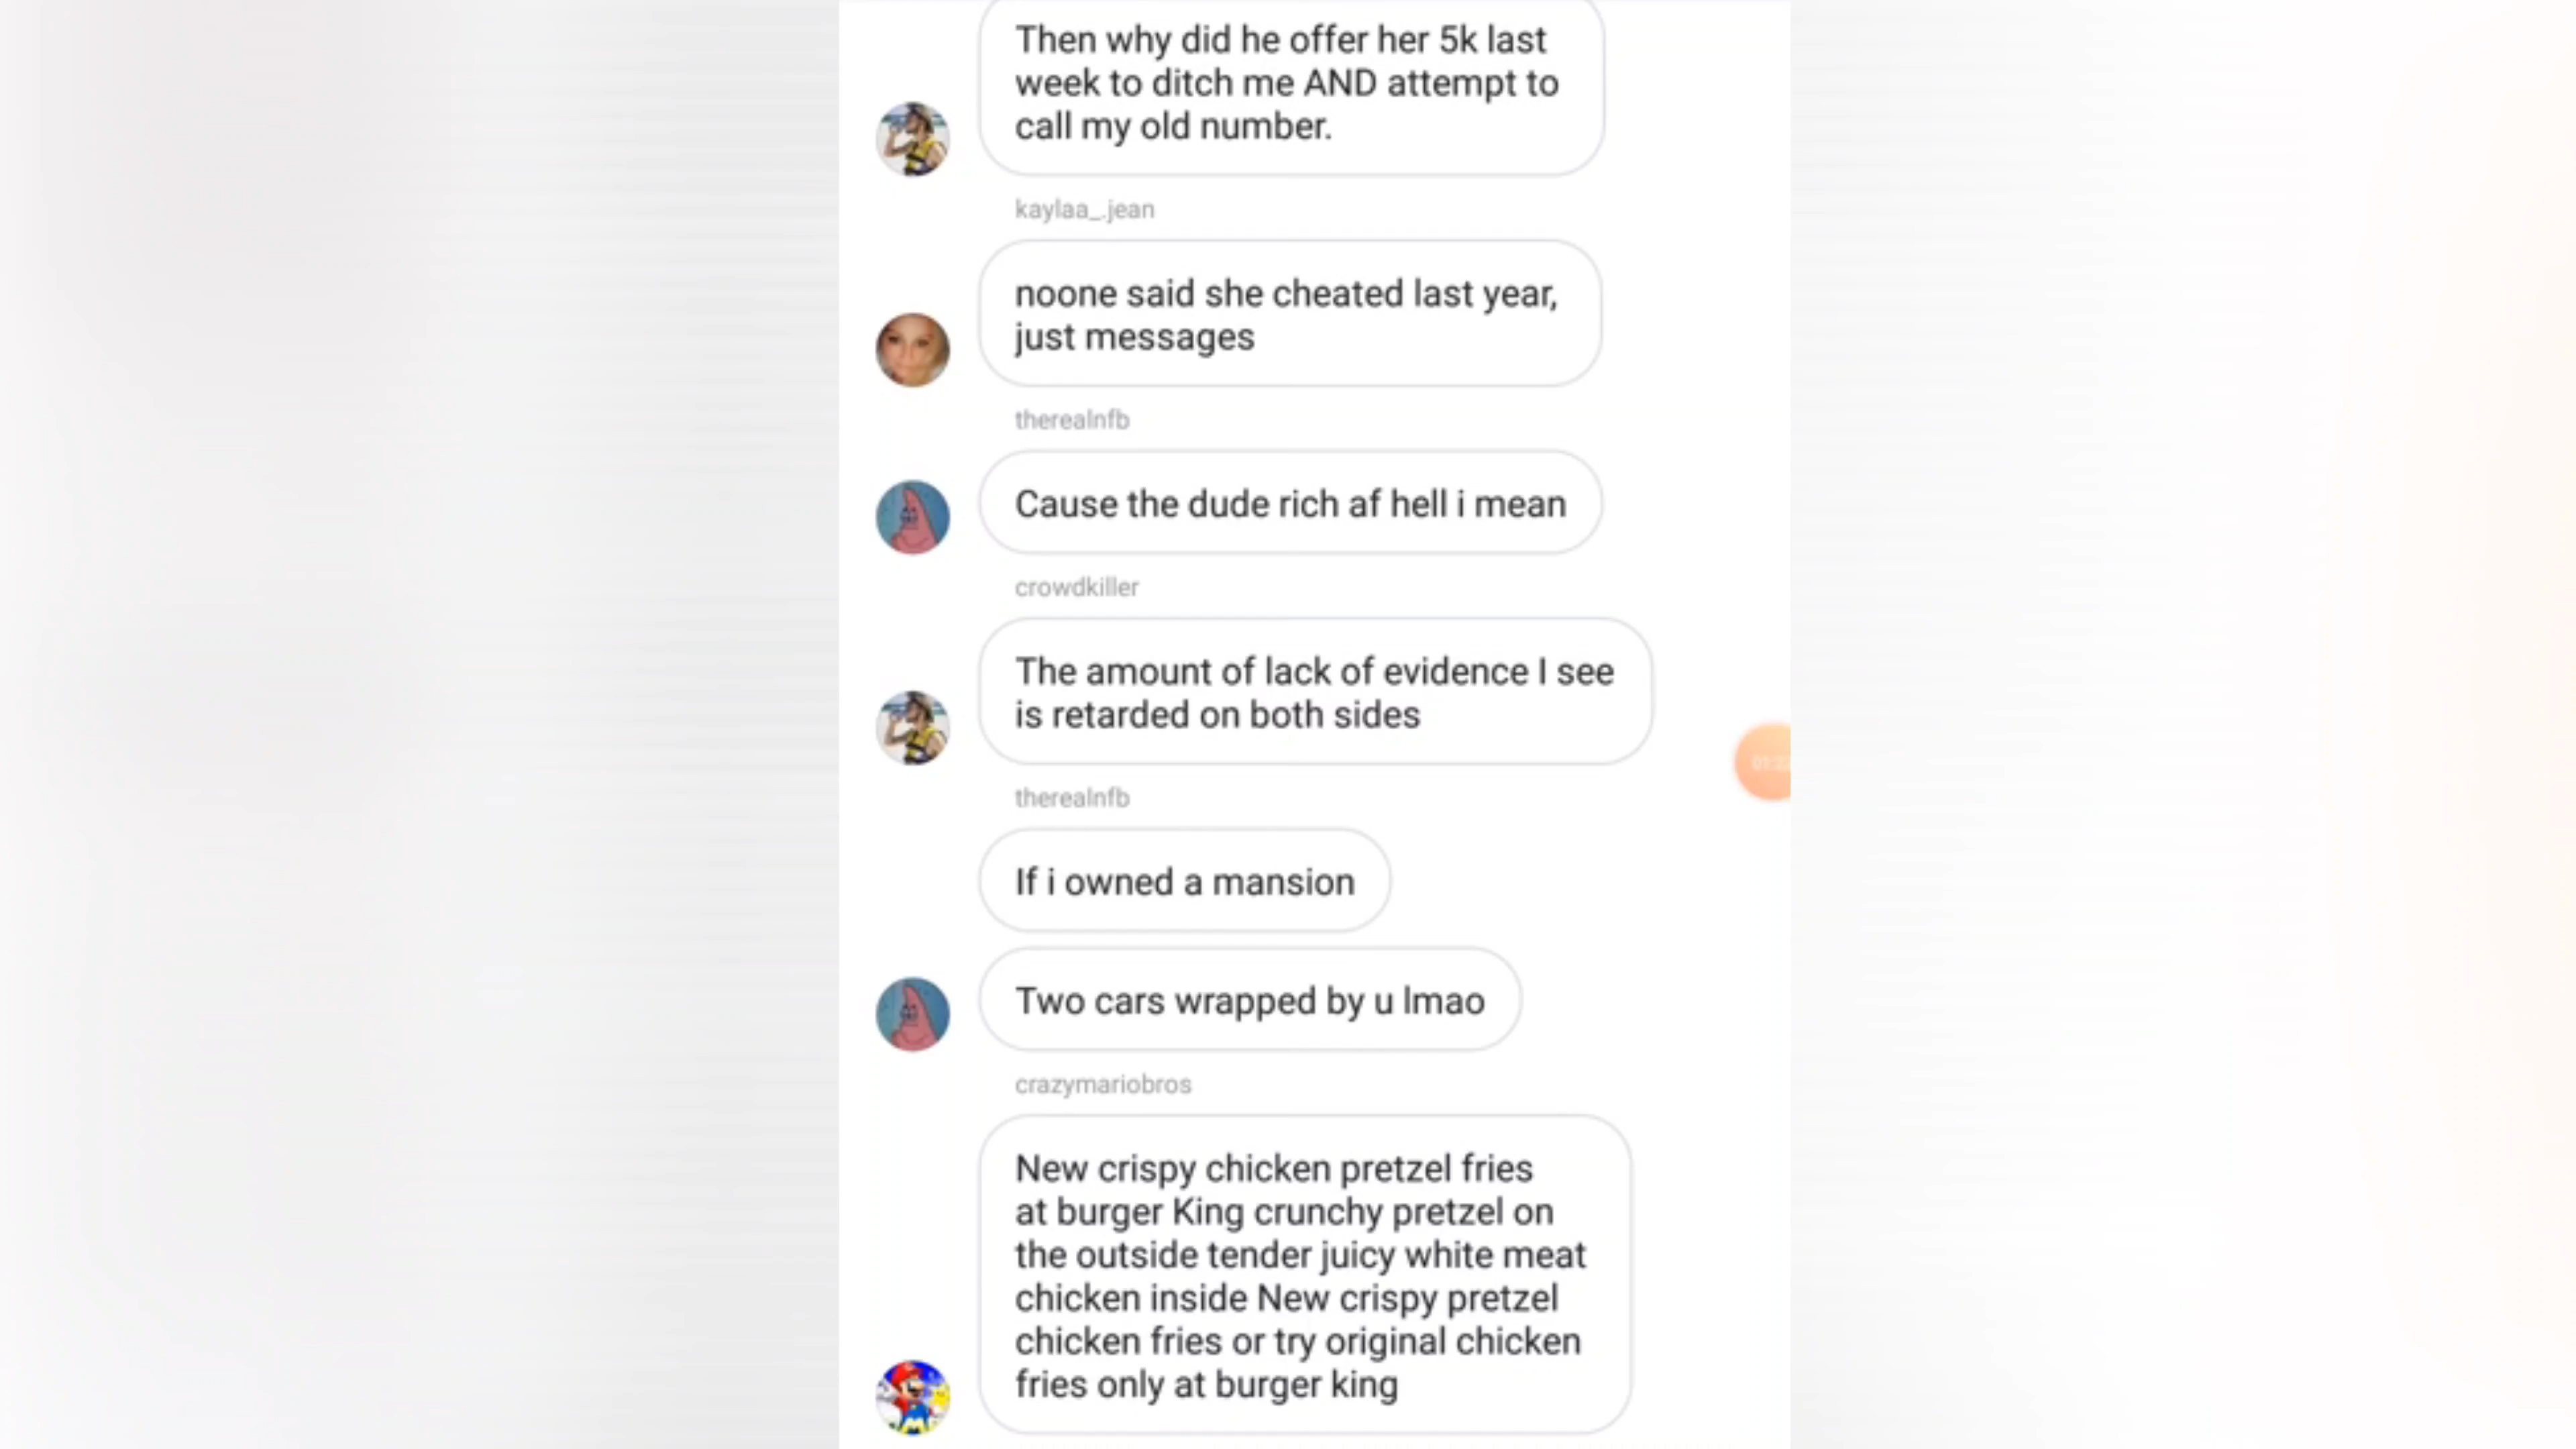 Then why did he offer her 5k last
week to ditch me AND attempt to
call my old number.
kaylaa_.jean
noone said she cheated last year,
just messages
therealnfb
Cause the dude rich af hell i mean
crowdkiller
The amount of lack of evidence I see
is retarded on both sides
therealnfb
If i owned a mansion
Two cars wrapped by u lmao
crazymariobros
New crispy chicken pretzel fries
at burger King crunchy pretzel on
the outside tender juicy white meat
chicken inside New crispy pretzel
chicken fries or try original chicken
fries only at burger king